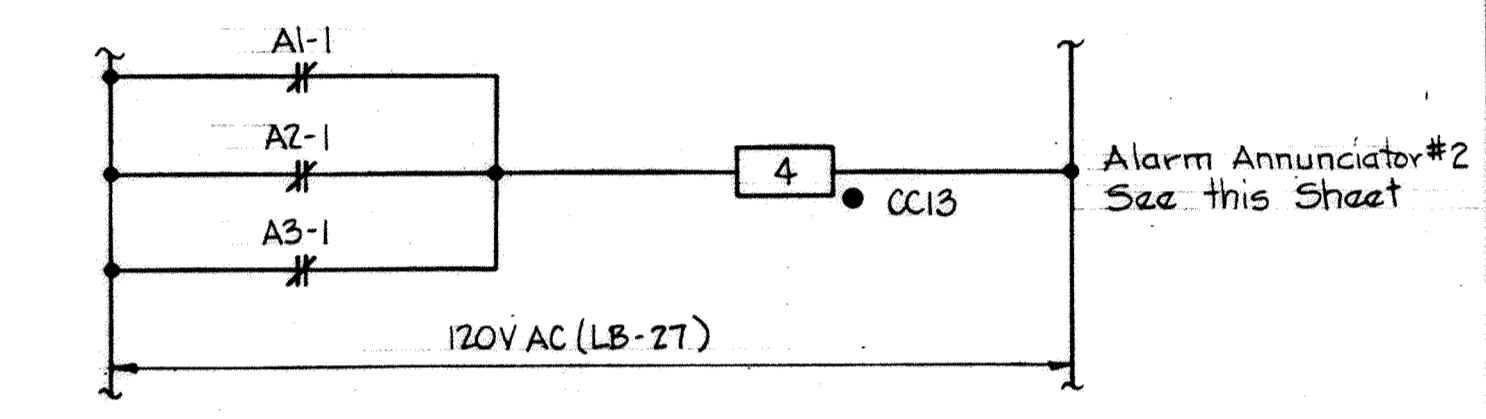 A1-1
A2-1
A3-1
4
CC13
Alarm Annunciator #2
See this Sheet
120V AC (LB-27)